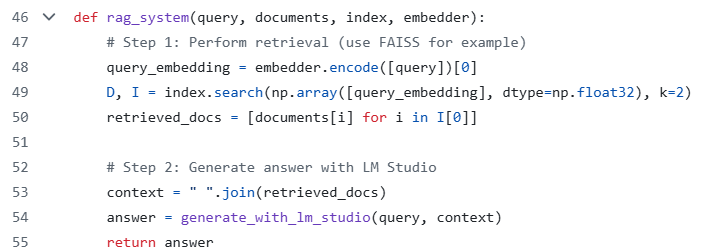 46 def rag_system(query, documents, index, embedder):
47     # Step 1: Perform retrieval (use FAISS for example)
48     query_embedding = embedder.encode([query])[0]
49     D, I = index.search(np.array([query_embedding], dtype=np.float32), k=2)
50     retrieved_docs = [documents[i] for i in I[0]]
51
52     # Step 2: Generate answer with LM Studio
53     context = " ".join(retrieved_docs)
54     answer = generate_with_lm_studio(query, context)
55     return answer